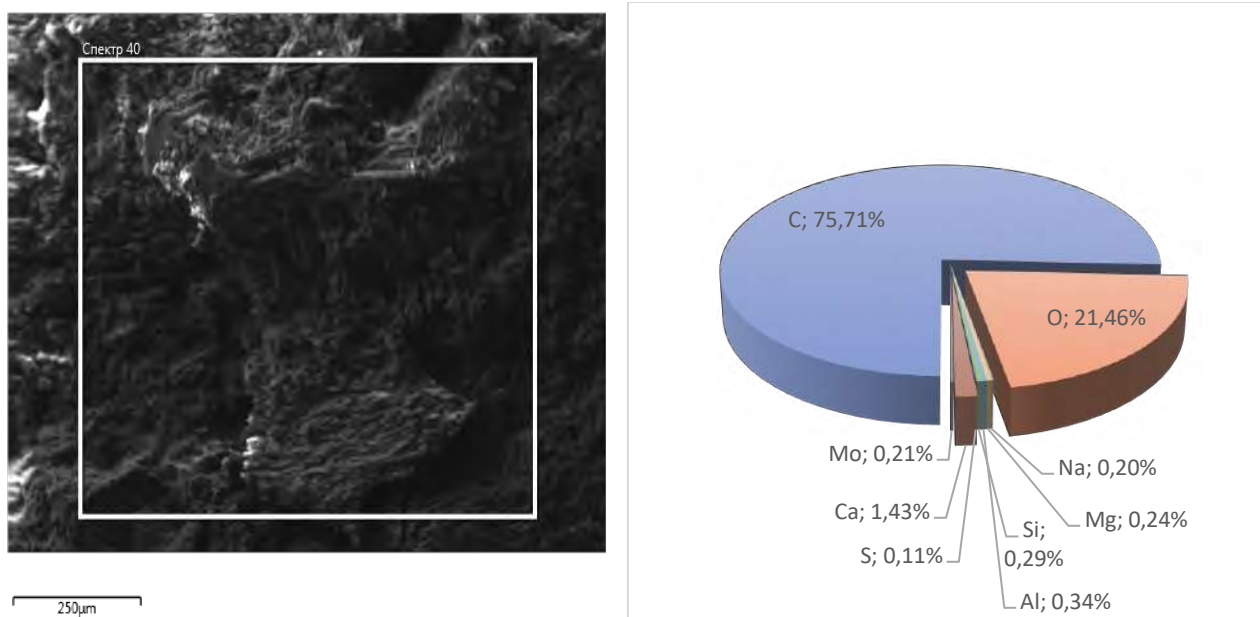 Спектр 40
250µm
C; 75,71%
O; 21,46%
Mo; 0,21%
Na; 0,20%
Ca; 1,43%
Si;
0,29%
Mg; 0,24%
S; 0,11%
Al; 0,34%